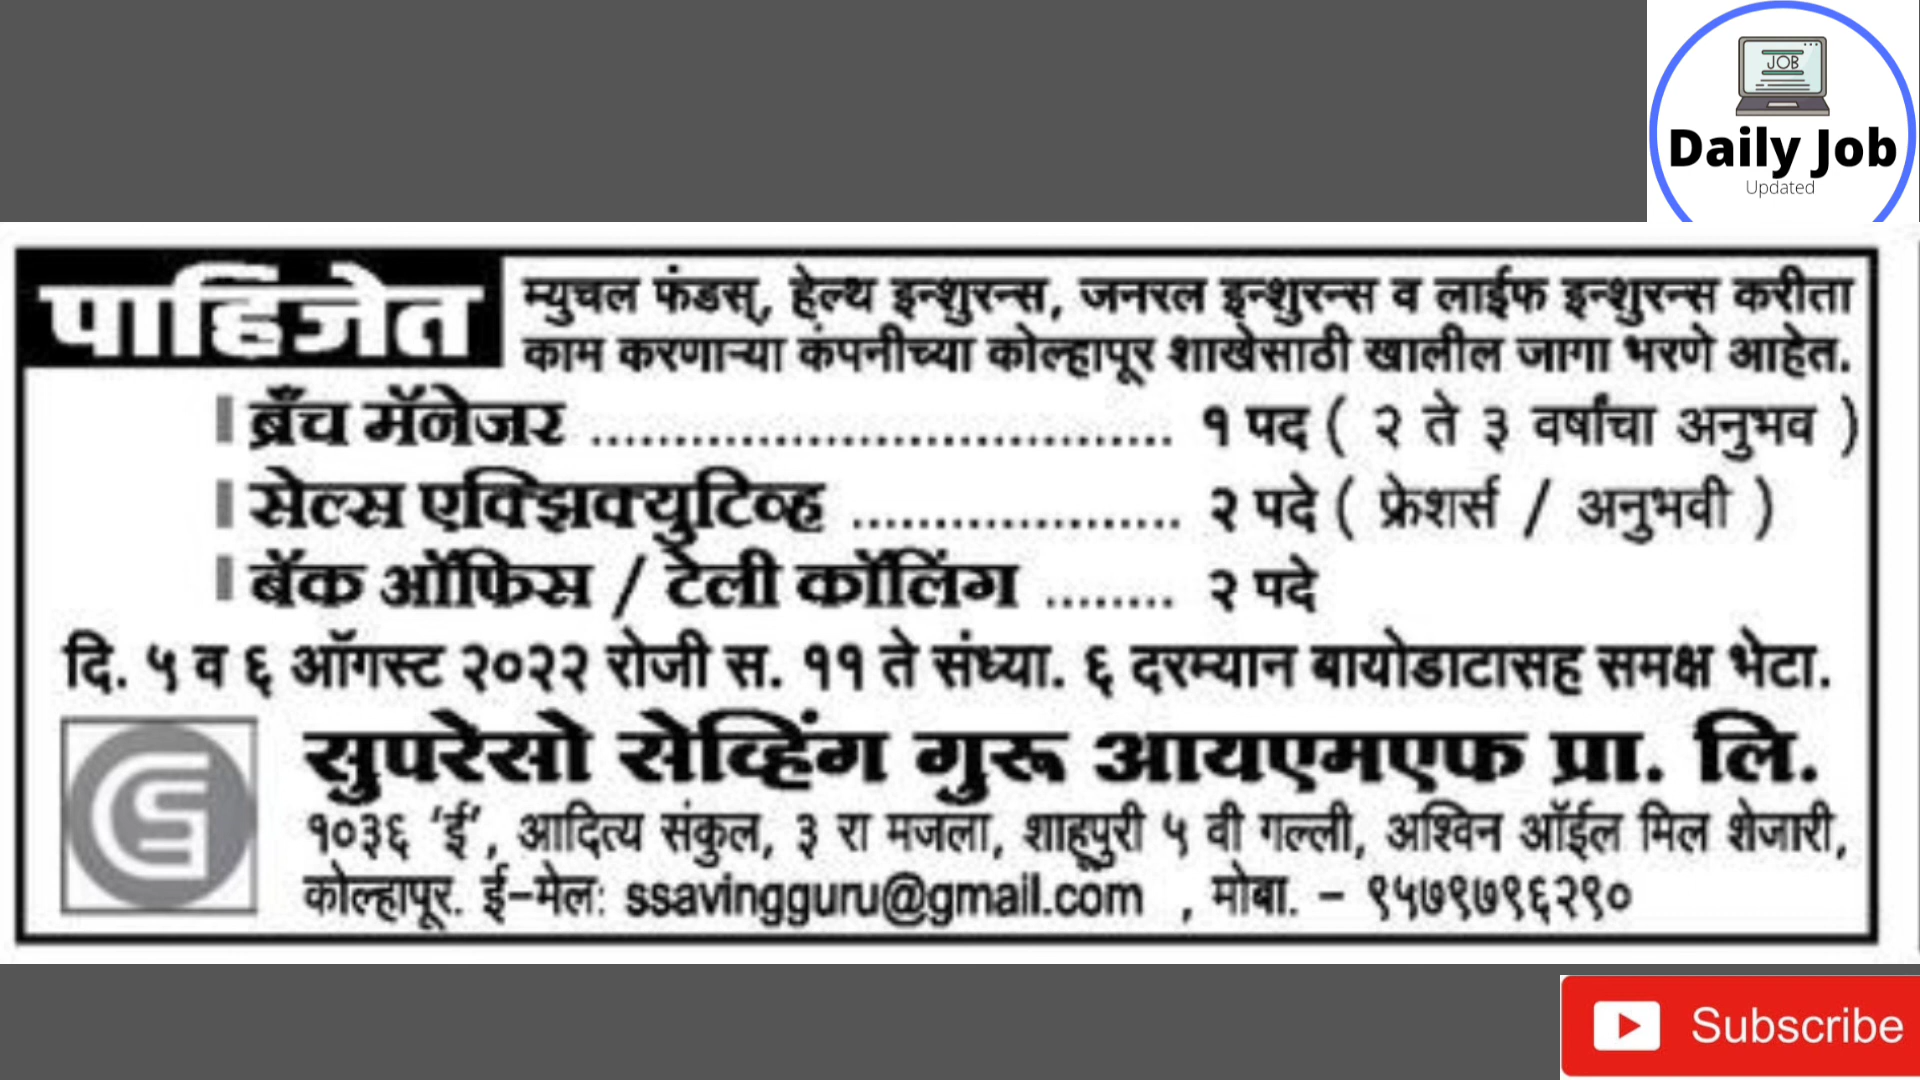 JOB
Daily Job
Updated
पाहिजेत
म्युचल फंडस्, हेल्थ इन्शुरन्स, जनरल इन्शुरन्स व लाईफ इन्शुरन्स करीता
काम करणाऱ्या कंपनीच्या कोल्हापूर शाखेसाठी खालील जागा भरणे आहेत.
ब्रँच मॅनेजर ................................... १ पद ( २ ते ३ वर्षांचा अनुभव )
सेल्स एक्झिक्युटिव्ह .................... २ पदे ( फ्रेशर्स / अनुभवी )
बॅक ऑफिस / टेली कॉलिंग ........ २ पदे
दि. ५ व ६ ऑगस्ट २०२२ रोजी स. ११ ते संध्या. ६ दरम्यान बायोडाटासह समक्ष भेटा.
सुपरेसो सेव्हिंग गुरू आयएमएफ प्रा. लि.
१०३६ ‘ई’, आदित्य संकुल, ३ रा मजला, शाहूपुरी ५ वी गल्ली, अश्विन ऑईल मिल शेजारी,
कोल्हापूर. ई-मेल: ssavingguru@gmail.com , मोबा. – ९५७९७९६२९०
Subscribe